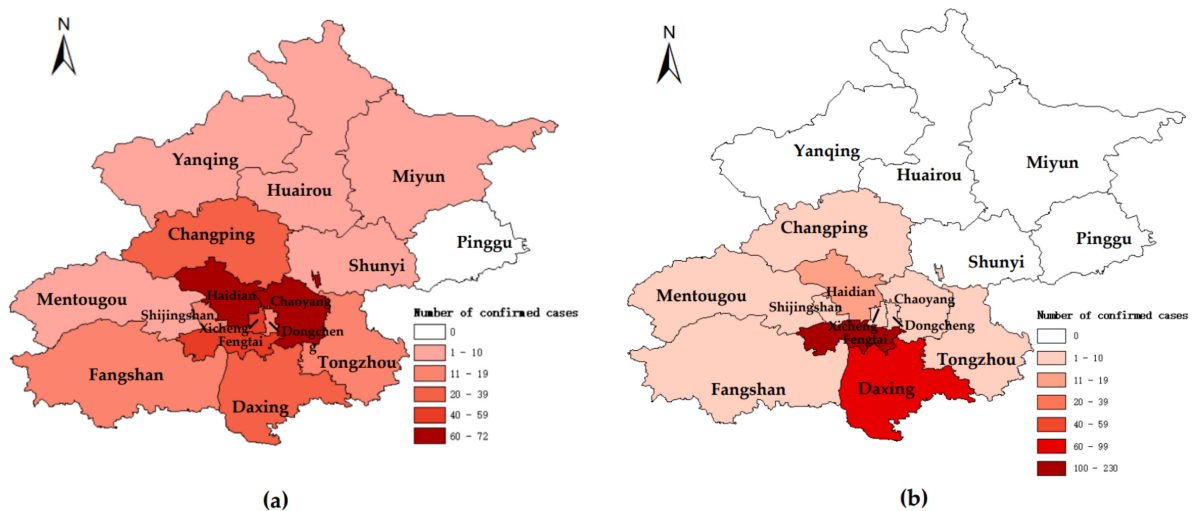 N
Yanqing
Huairou
Miyun
Changping
Pinggu
Shunyi
Mentougou
Haidian
Chaoyang
Shijingshan
Xicheng
Dongchen
g
Fengtai
Tongzhou
Fangshan
Daxing
Number of confirmed cases
0
1 - 10
11 - 19
20 - 39
40 - 59
60 - 72
(a)
N
Yanqing
Huairou
Miyun
Changping
Pinggu
Shunyi
Mentougou
Haidian
Chaoyang
Shijingshan
Xicheng
Dongcheng
Fengtai
Tongzhou
Fangshan
Daxing
Number of confirmed cases
0
1 - 10
11 - 19
20 - 39
40 - 59
60 - 99
100 - 230
(b)